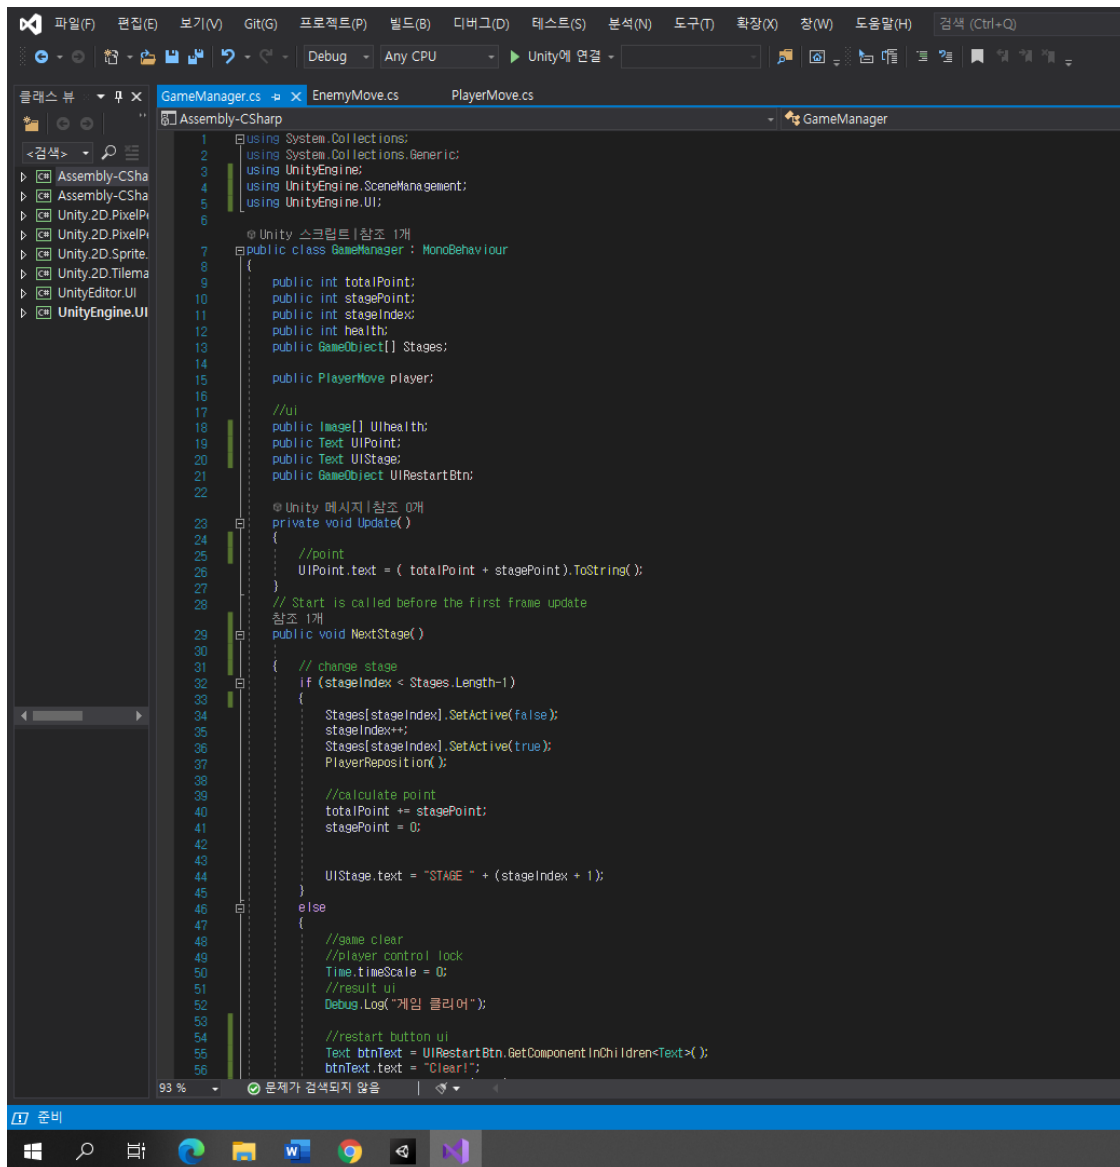 파일(F) 편집(E) 보기(V) Git(G) 프로젝트(P) 빌드(B) 디버그(D) 테스트(S) 분석(N) 도구(T) 확장(X) 창(W) 도움말(H) 검색 (Ctrl+Q)
Debug Any CPU Unity에 연결
클래스 뷰
GameManager.cs EnemyMove.cs PlayerMove.cs
Assembly-CSharp GameManager
<검색>
Assembly-CSha
Assembly-CSha
Unity.2D.PixelPe
Unity.2D.PixelPe
Unity.2D.Sprite.
Unity.2D.Tilema
UnityEditor.UI
UnityEngine.UI
1 using System.Collections;
2 using System.Collections.Generic;
3 using UnityEngine;
4 using UnityEngine.SceneManagement;
5 using UnityEngine.UI;
6
Unity 스크립트|참조 1개
7 public class GameManager : MonoBehaviour
8 {
9 public int totalPoint;
10 public int stagePoint;
11 public int stageIndex;
12 public int health;
13 public GameObject[] Stages;
14
15 public PlayerMove player;
16
17 //ui
18 public Image[] UIhealth;
19 public Text UIPoint;
20 public Text UIStage;
21 public GameObject UIRestartBtn;
22
Unity 메시지|참조 0개
23 private void Update()
24 {
25 //point
26 UIPoint.text = ( totalPoint + stagePoint).ToString();
27 }
28 // Start is called before the first frame update
참조 1개
29 public void NextStage()
30
31 { // change stage
32 if (stageIndex < Stages.Length-1)
33 {
34 Stages[stageIndex].SetActive(false);
35 stageIndex++;
36 Stages[stageIndex].SetActive(true);
37 PlayerReposition();
38
39 //calculate point
40 totalPoint += stagePoint;
41 stagePoint = 0;
42
43
44 UIStage.text = "STAGE " + (stageIndex + 1);
45 }
46 else
47 {
48 //game clear
49 //player control lock
50 Time.timeScale = 0;
51 //result ui
52 Debug.Log("게임 클리어");
53
54 //restart button ui
55 Text btnText = UIRestartBtn.GetComponentInChildren<Text>();
56 btnText.text = "Clear!";
93 % 문제가 검색되지 않음
준비